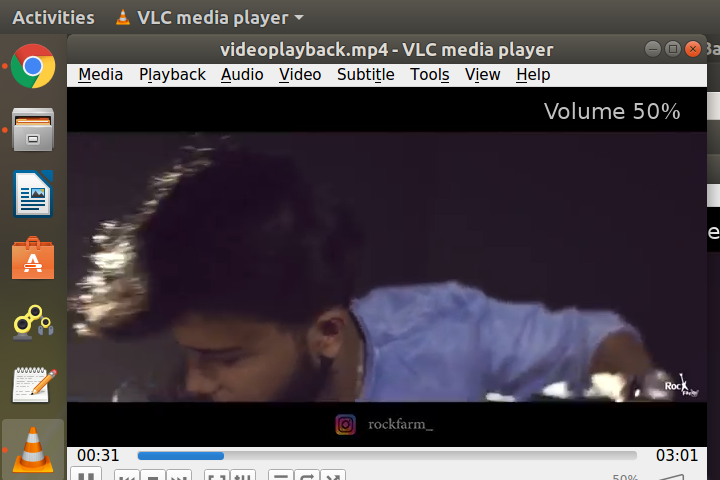 Activities VLC media player
videoplayback.mp4 - VLC media player
Media Playback Audio Video Subtitle Tools View Help
Volume 50%
Rock
rockfarm_
00:31 03:01
50%